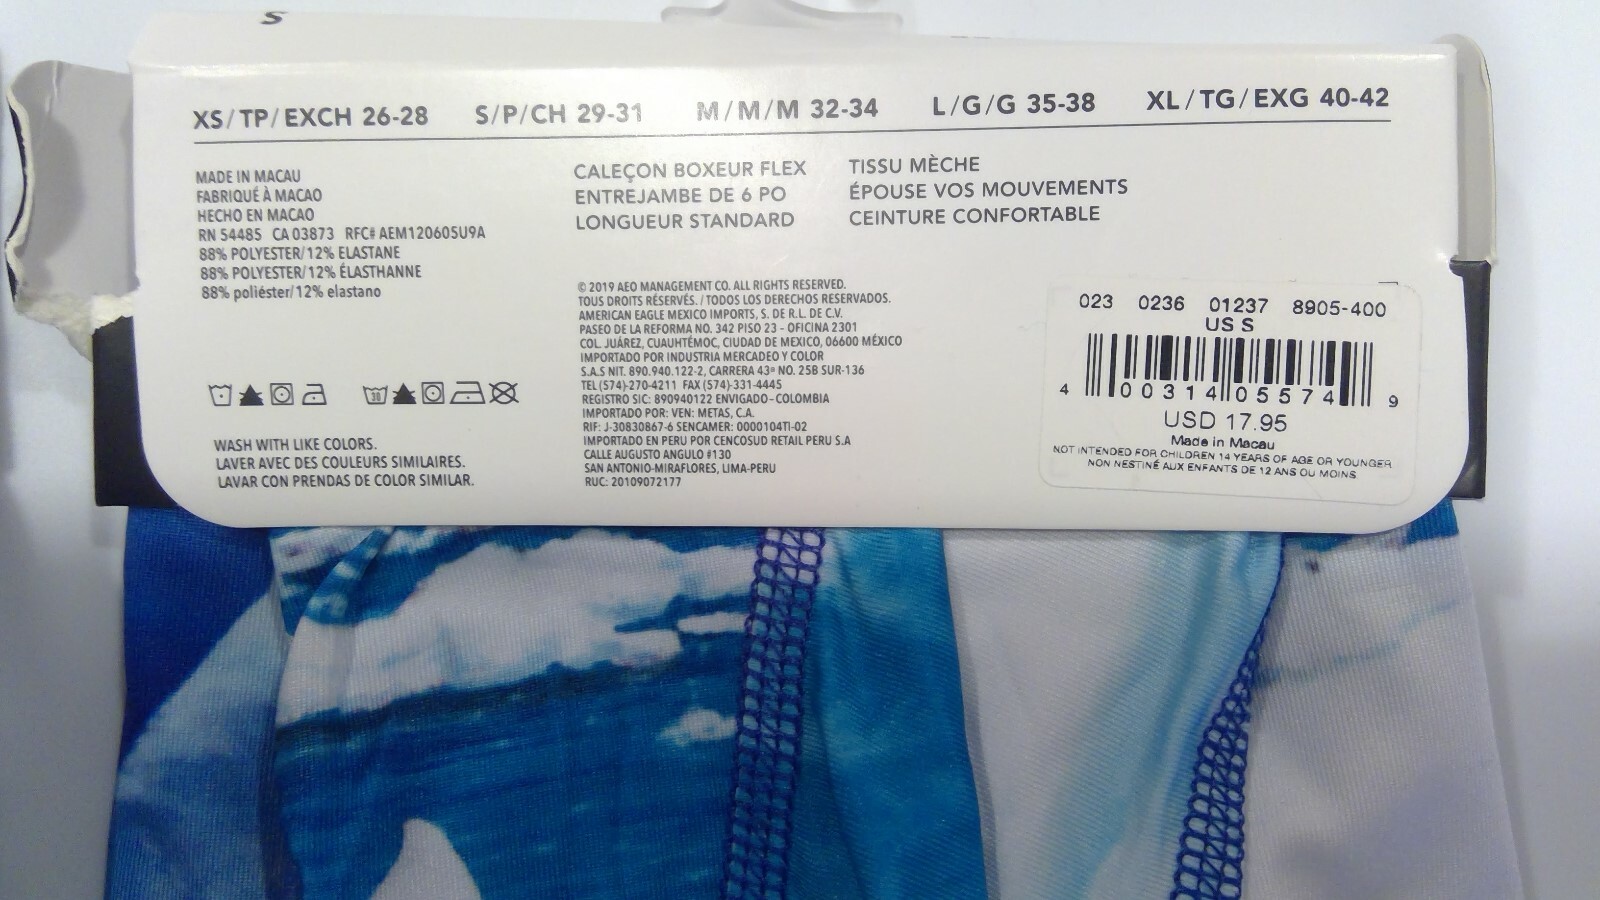 S
XS/TP/EXCH 26-28 S/P/CH 29-31 M/M/M 32-34 L/G/G 35-38 XL/TG/EXG 40-42
MADE IN MACAU
FABRIQUÉ À MACAO
HECHO EN MACAO
RN 54485 CA 03873 RFC# AEM120605U9A
88% POLYESTER/12% ELASTANE
88% POLYESTER/12% ÉLASTHANNE
88% poliéster/12% elastano
30
WASH WITH LIKE COLORS.
LAVER AVEC DES COULEURS SIMILAIRES.
LAVAR CON PRENDAS DE COLOR SIMILAR.
CALEÇON BOXEUR FLEX
ENTREJAMBE DE 6 PO
LONGUEUR STANDARD
TISSU MÈCHE
ÉPOUSE VOS MOUVEMENTS
CEINTURE CONFORTABLE
© 2019 AEO MANAGEMENT CO. ALL RIGHTS RESERVED.
TOUS DROITS RÉSERVÉS. / TODOS LOS DERECHOS RESERVADOS.
AMERICAN EAGLE MEXICO IMPORTS, S. DE R.L. DE C.V.
PASEO DE LA REFORMA NO. 342 PISO 23 - OFICINA 2301
COL. JUÁREZ, CUAUHTÉMOC, CIUDAD DE MEXICO, 06600 MÉXICO
IMPORTADO POR INDUSTRIA MERCADEO Y COLOR
S.A.S NIT. 890.940.122-2, CARRERA 43ª NO. 25B SUR-136
TEL (574)-270-4211 FAX (574)-331-4445
REGISTRO SIC: 890940122 ENVIGADO - COLOMBIA
IMPORTADO POR: VEN: METAS, C.A.
RIF: J-30830867-6 SENCAMER: 0000104TI-02
IMPORTADO EN PERU POR CENCOSUD RETAIL PERU S.A
CALLE AUGUSTO ANGULO #130
SAN ANTONIO-MIRAFLORES, LIMA-PERU
RUC: 20109072177
023 0236 01237 8905-400
US S
4 00314 05574 9
USD 17.95
Made in Macau
NOT INTENDED FOR CHILDREN 14 YEARS OF AGE OR YOUNGER
NON NESTINÉ AUX ENFANTS DE 12 ANS OU MOINS